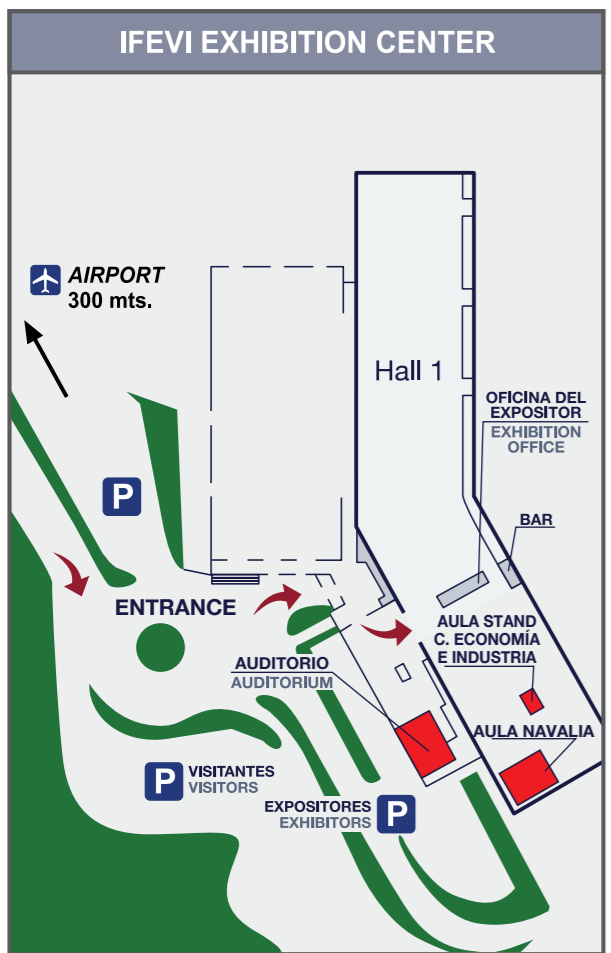 IFEVI EXHIBITION CENTER
AIRPORT
300 mts.
Hall 1
OFICINA DEL
EXPOSITOR
EXHIBITION
OFFICE
P
BAR
ENTRANCE
AULA STAND
C. ECONOMÍA
E INDUSTRIA
AUDITORIO
AUDITORIUM
AULA NAVALIA
P
VISITANTES
VISITORS
EXPOSITORES
EXHIBITORS
P